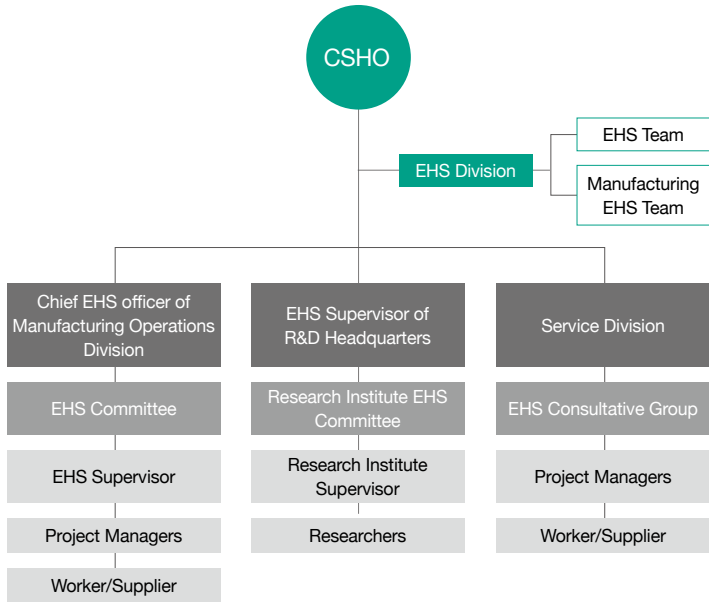 CSHO
EHS Division
EHS Team
Manufacturing
EHS Team
Chief EHS officer of
Manufacturing Operations
Division
EHS Committee
EHS Supervisor
Project Managers
Worker/Supplier
EHS Supervisor of
R&D Headquarters
Research Institute EHS
Committee
Research Institute
Supervisor
Researchers
Service Division
EHS Consultative Group
Project Managers
Worker/Supplier